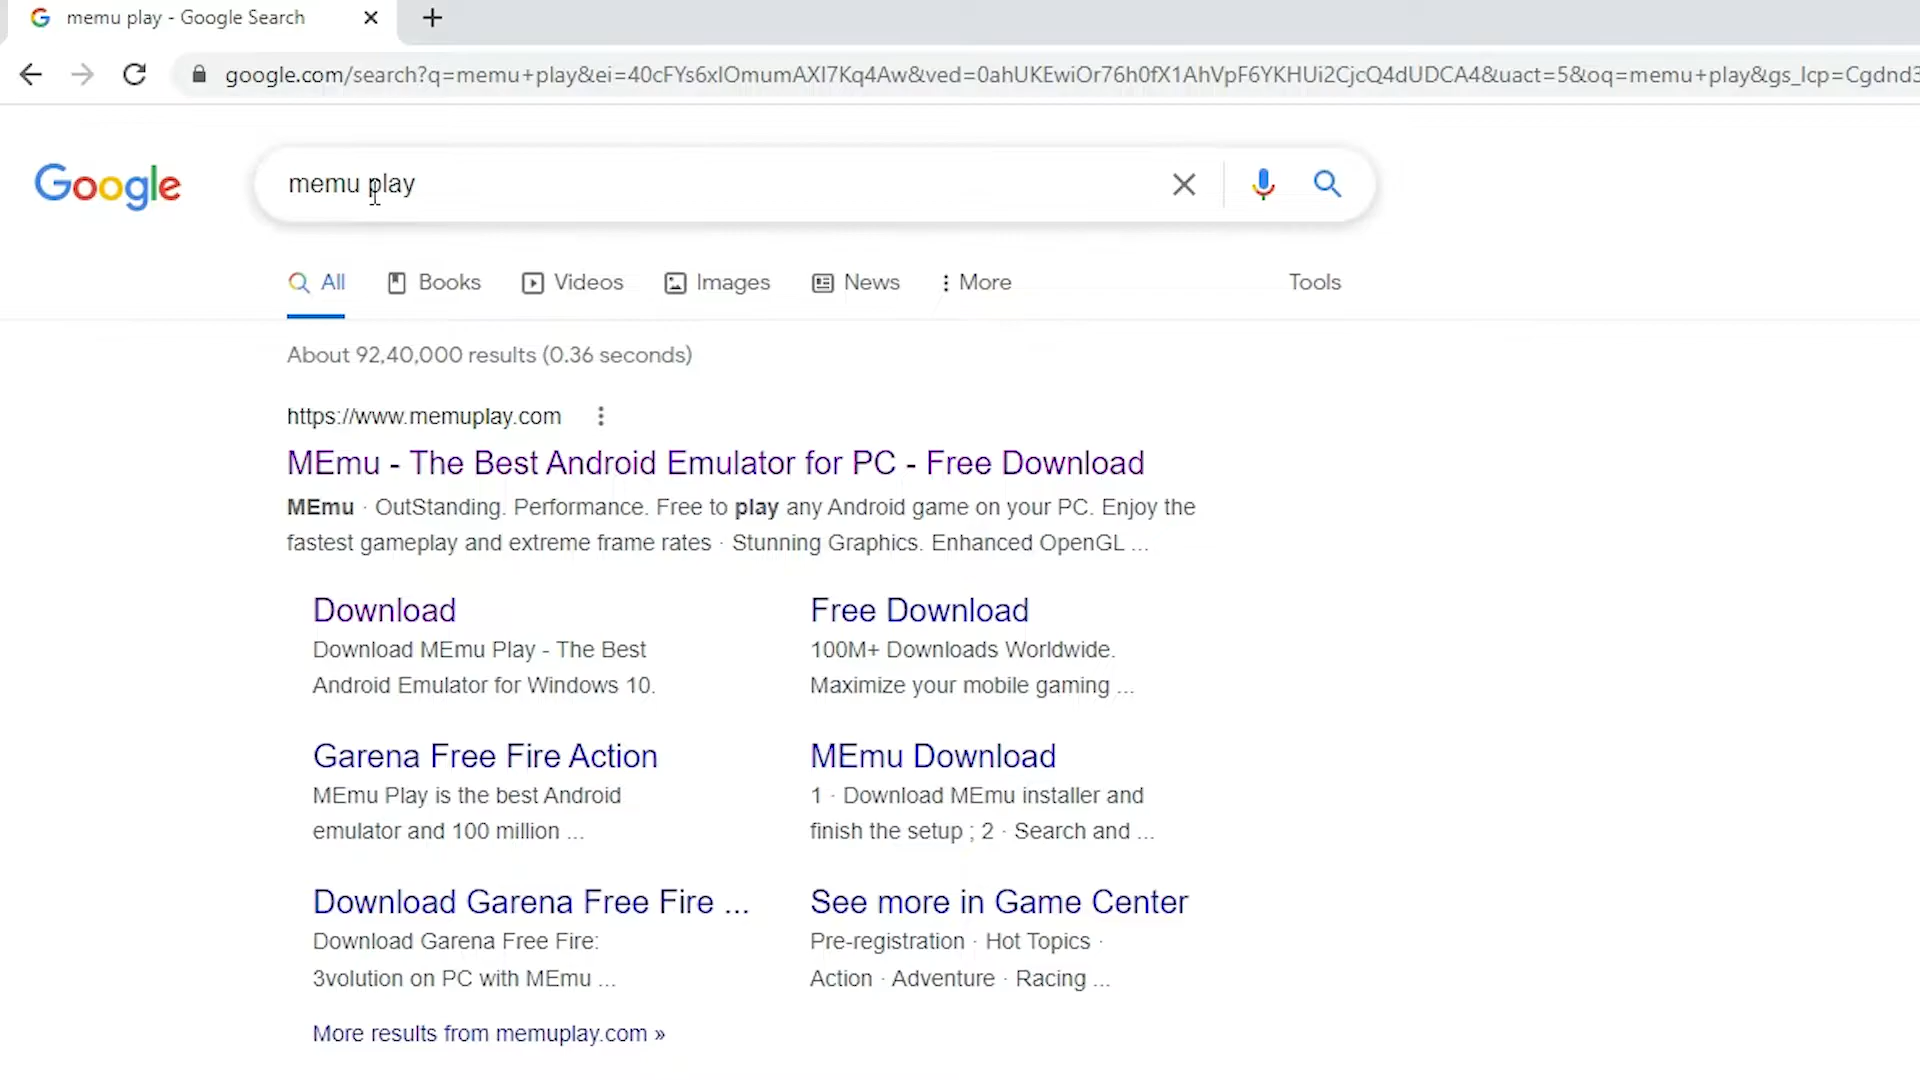 memu play - Google Search
google.com/search?q=memu+play&ei=40cFYs6xIOmumAXI7Kq4Aw&ved=0ahUKEwiOr76h0fX1AhVpF6YKHUi2CjcQ4dUDCA4&uact=5&oq=memu+play&gs_lcp=Cgdnd3
Google
memu play
All Books Videos Images News More Tools
About 92,40,000 results (0.36 seconds)
https://www.memuplay.com
MEmu - The Best Android Emulator for PC - Free Download
MEmu · OutStanding. Performance. Free to play any Android game on your PC. Enjoy the
fastest gameplay and extreme frame rates · Stunning Graphics. Enhanced OpenGL ...
Download
Download MEmu Play - The Best
Android Emulator for Windows 10.
Free Download
100M+ Downloads Worldwide.
Maximize your mobile gaming ...
Garena Free Fire Action
MEmu Play is the best Android
emulator and 100 million ...
MEmu Download
1 · Download MEmu installer and
finish the setup ; 2 · Search and ...
Download Garena Free Fire ...
Download Garena Free Fire:
3volution on PC with MEmu ...
See more in Game Center
Pre-registration · Hot Topics ·
Action · Adventure · Racing ...
More results from memuplay.com »